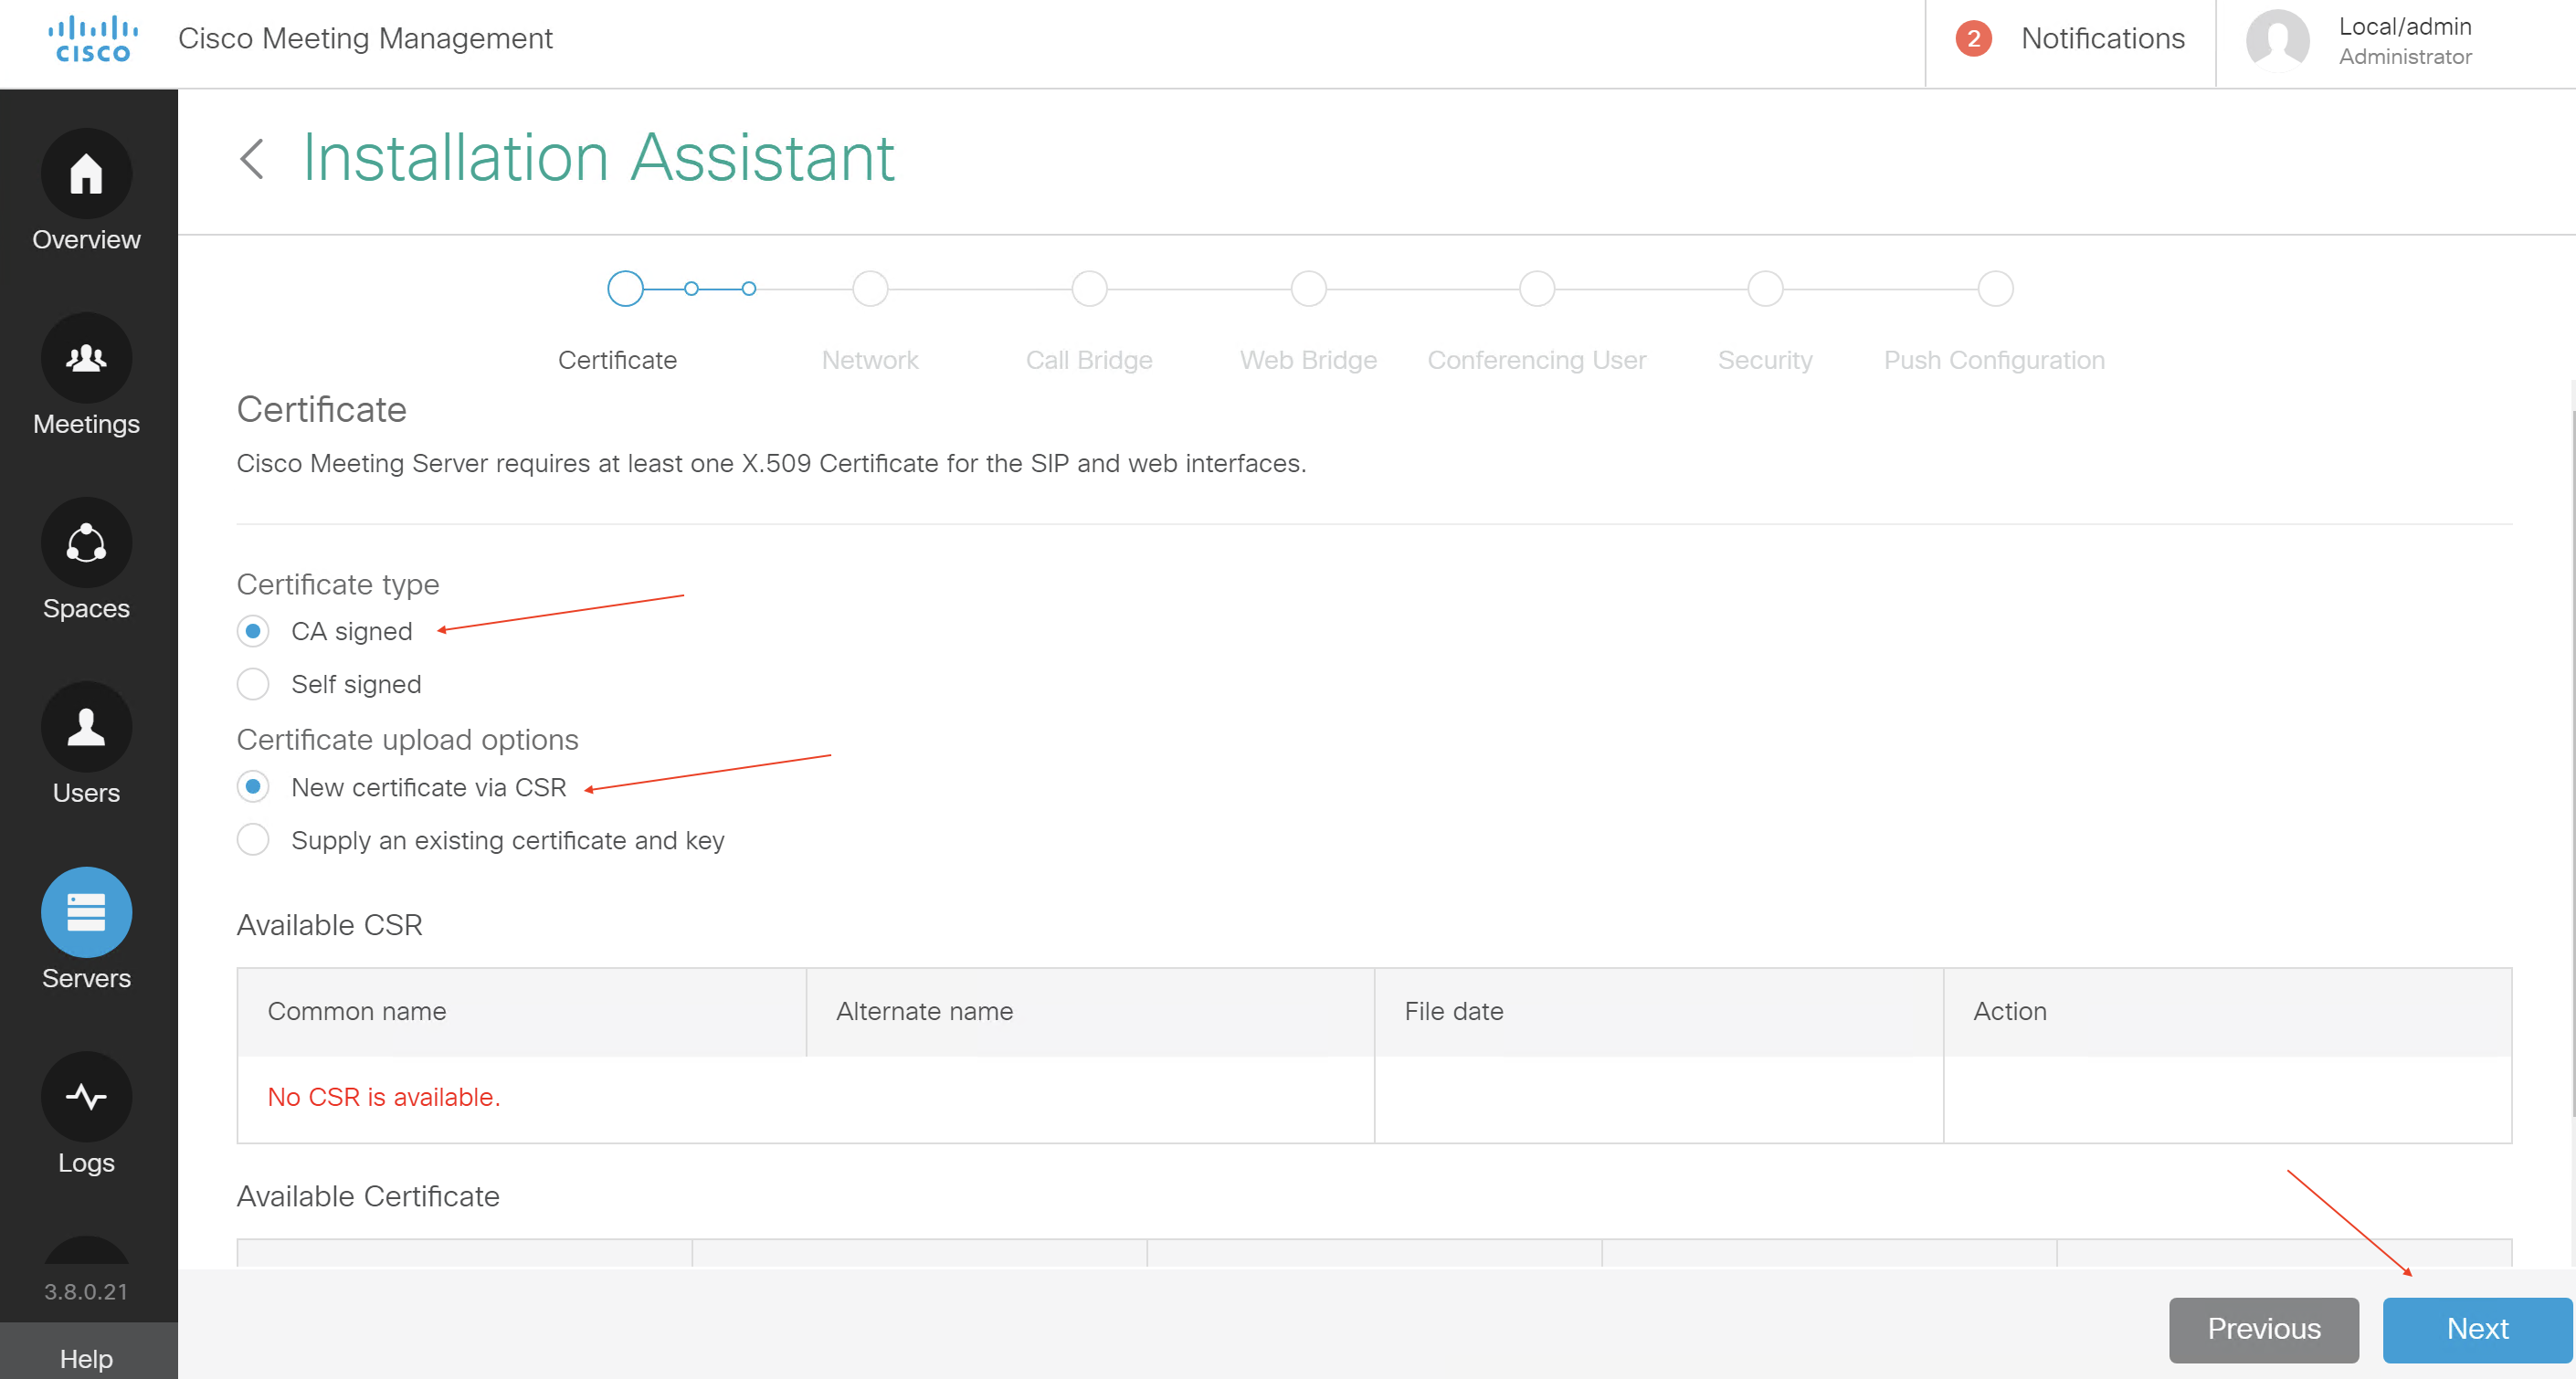 CISCO
Cisco Meeting Management
2
Notifications
Local/admin
Administrator
Overview
Meetings
Spaces
Users
Servers
Logs
3.8.0.21
Help
Installation Assistant
Certificate
Network
Call Bridge
Web Bridge
Conferencing User
Security
Push Configuration
Certificate
Cisco Meeting Server requires at least one X.509 Certificate for the SIP and web interfaces.
Certificate type
CA signed
Self signed
Certificate upload options
New certificate via CSR
Supply an existing certificate and key
Available CSR
Common name
Alternate name
File date
Action
No CSR is available.
Available Certificate
Previous
Next